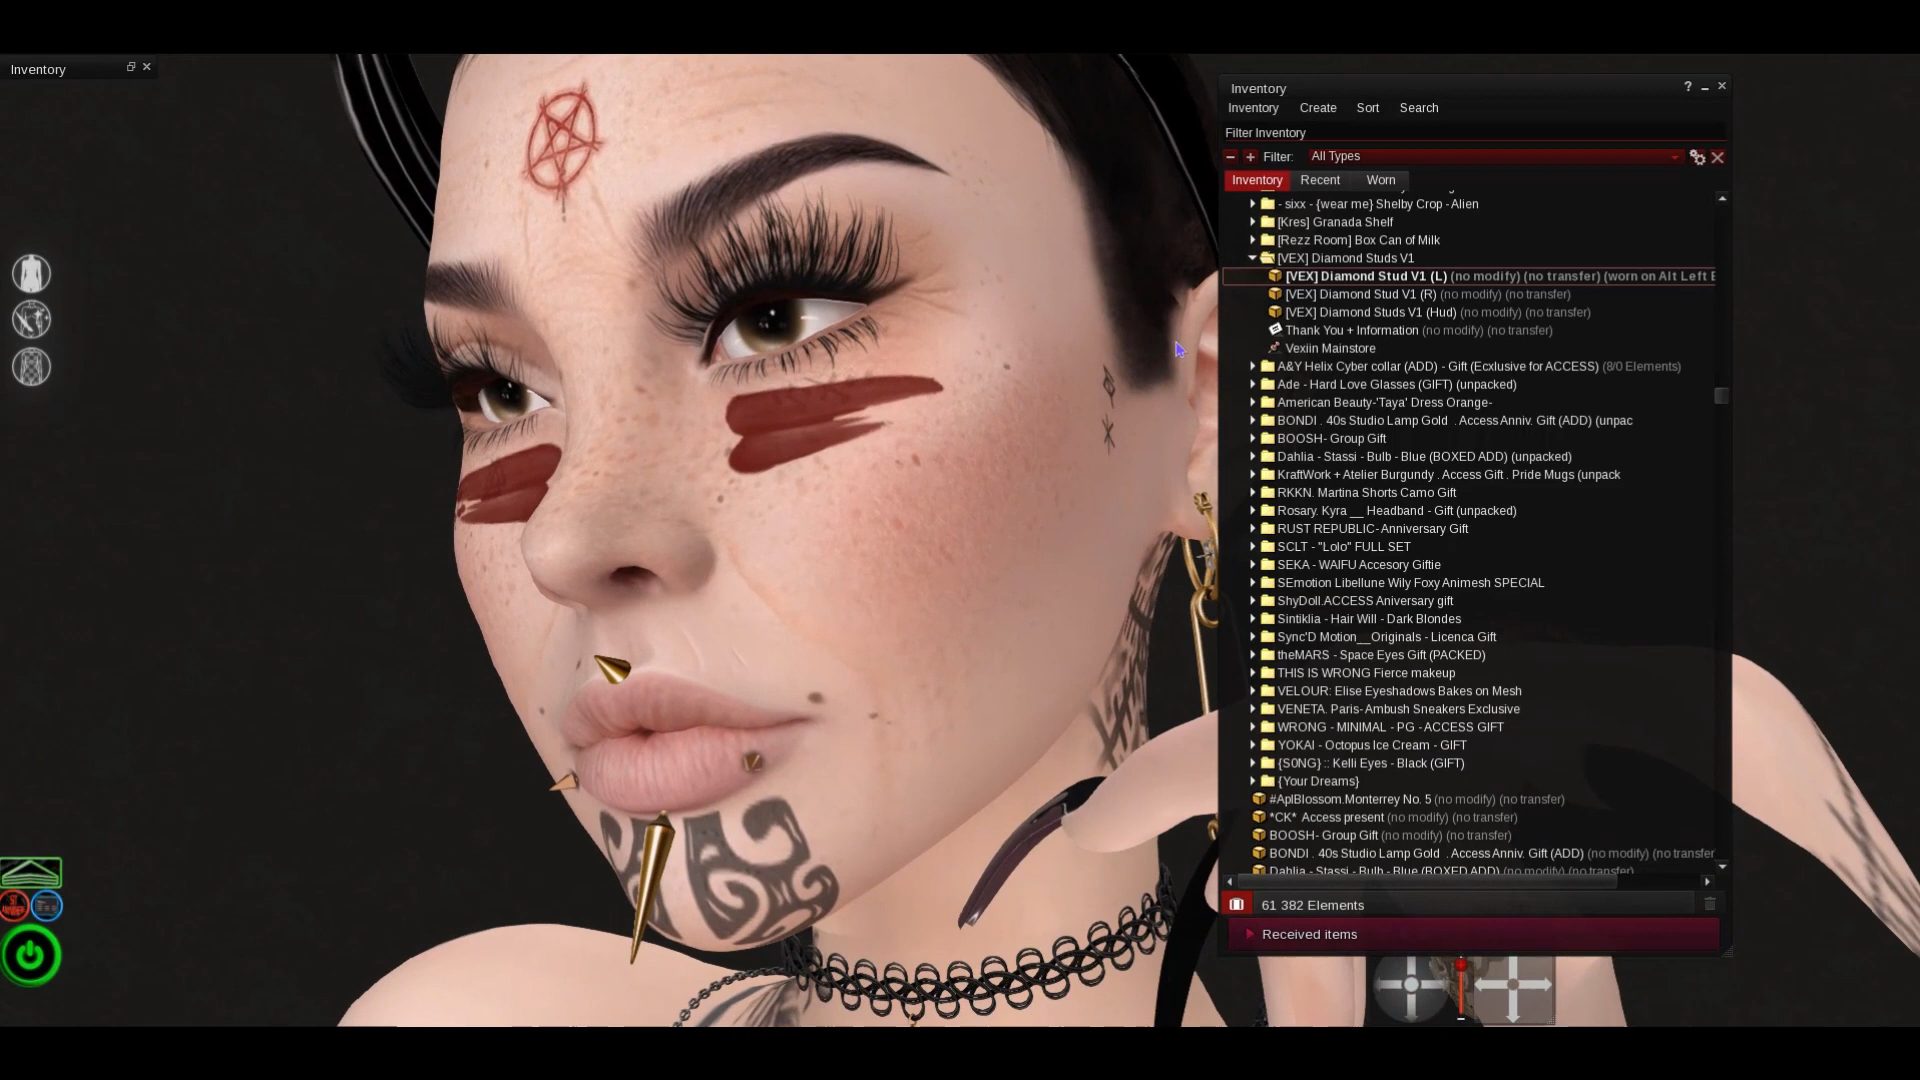 Inventory
Inventory
Inventory Create Sort Search
Filter Inventory
Filter: All Types
Inventory Recent Worn
- sixx - {wear me} Shelby Crop - Alien
[Kres] Granada Shelf
[Rezz Room] Box Can of Milk
[VEX] Diamond Studs V1
[VEX] Diamond Stud V1 (L) (no modify) (no transfer) (worn on Alt Left E
[VEX] Diamond Stud V1 (R) (no modify) (no transfer)
[VEX] Diamond Studs V1 (Hud) (no modify) (no transfer)
Thank You + Information (no modify) (no transfer)
Vexiin Mainstore
A&Y Helix Cyber collar (ADD) - Gift (Ecxlusive for ACCESS) (8/0 Elements)
Ade - Hard Love Glasses (GIFT) (unpacked)
American Beauty-'Taya' Dress Orange-
BONDI . 40s Studio Lamp Gold . Access Anniv. Gift (ADD) (unpac
BOOSH- Group Gift
Dahlia - Stassi - Bulb - Blue (BOXED ADD) (unpacked)
KraftWork + Atelier Burgundy . Access Gift . Pride Mugs (unpack
RKKN. Martina Shorts Camo Gift
Rosary. Kyra __ Headband - Gift (unpacked)
RUST REPUBLIC- Anniversary Gift
SCLT - "Lolo" FULL SET
SEKA - WAIFU Accesory Giftie
SEmotion Libellune Wily Foxy Animesh SPECIAL
ShyDoll.ACCESS Aniversary gift
Sintiklia - Hair Will - Dark Blondes
Sync'D Motion__Originals - Licenca Gift
theMARS - Space Eyes Gift (PACKED)
THIS IS WRONG Fierce makeup
VELOUR: Elise Eyeshadows Bakes on Mesh
VENETA. Paris- Ambush Sneakers Exclusive
WRONG - MINIMAL - PG - ACCESS GIFT
YOKAI - Octopus Ice Cream - GIFT
{S0NG} :: Kelli Eyes - Black (GIFT)
{Your Dreams}
#AplBlossom.Monterrey No. 5 (no modify) (no transfer)
*CK* Access present (no modify) (no transfer)
BOOSH- Group Gift (no modify) (no transfer)
BONDI . 40s Studio Lamp Gold . Access Anniv. Gift (ADD) (no modify) (no transfer
Dahlia - Stassi - Bulb - Blue (BOXED ADD) (no modify) (no transfer)
61 382 Elements
Received items